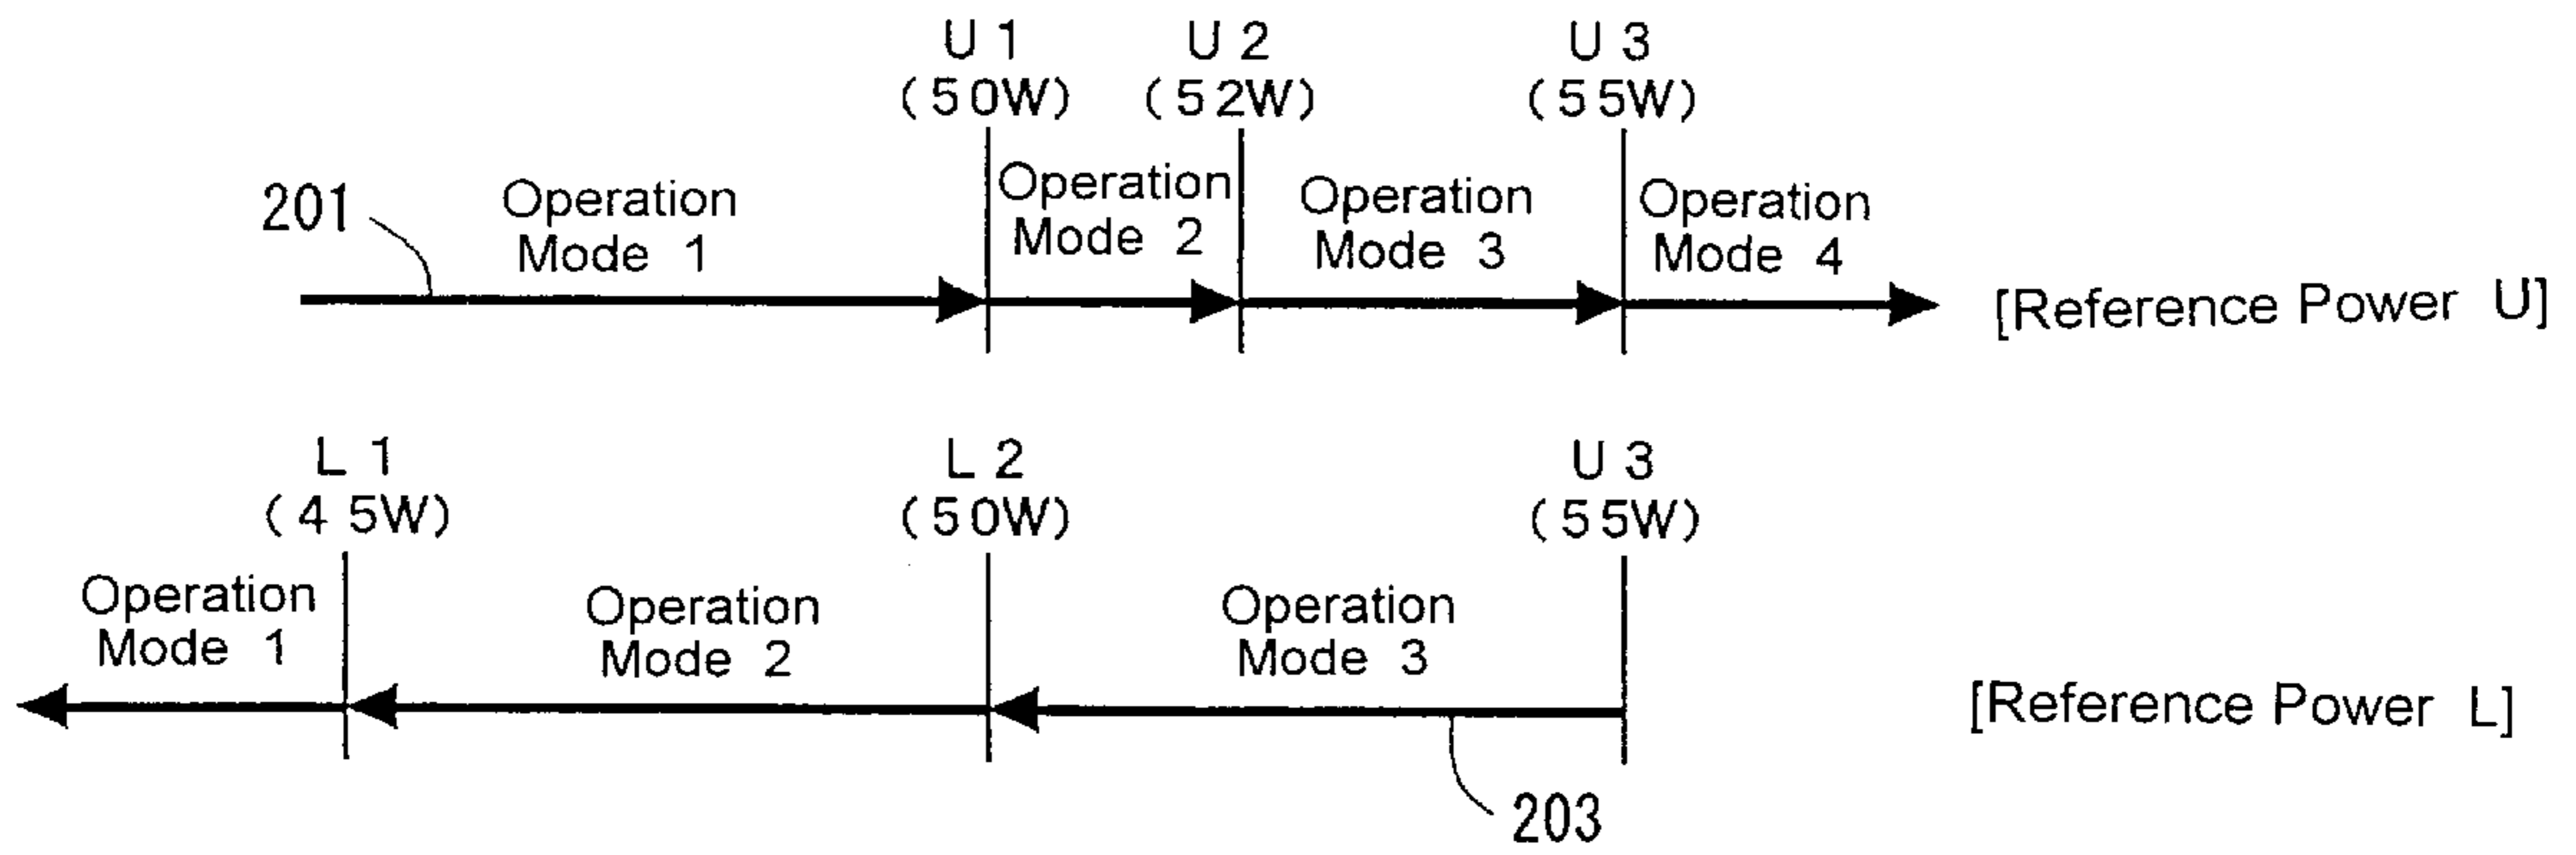 U 1 U 2 U 3
(50W) (52W) (55W)
201 Operation Operation Operation Operation
Mode 1 Mode 2 Mode 3 Mode 4
[Reference Power U]
L 1 L 2 U 3
(45W) (50W) (55W)
Operation Operation Operation
Mode 1 Mode 2 Mode 3
[Reference Power L]
203